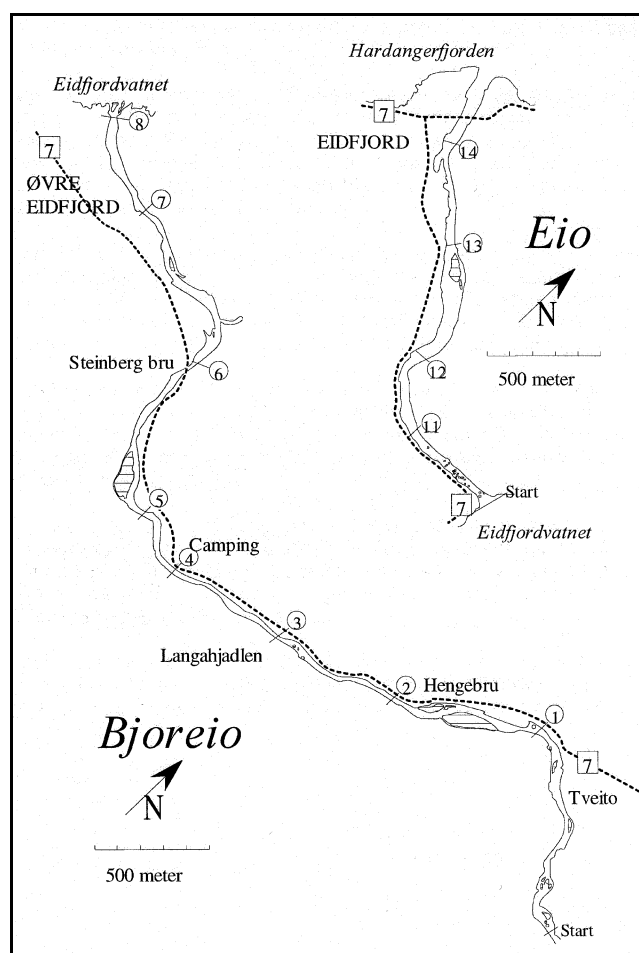 Hardangerfjorden
Eidfjordvatnet
8
7
7
EIDFJORD
14
ØVRE
EIDFJORD
7
13
Eio
N
500 meter
Steinberg bru
6
12
11
5
7
Start
Eidfjordvatnet
Camping
4
3
Langahjadlen
2
Hengebru
1
Bjoreio
N
7
Tveito
500 meter
Start